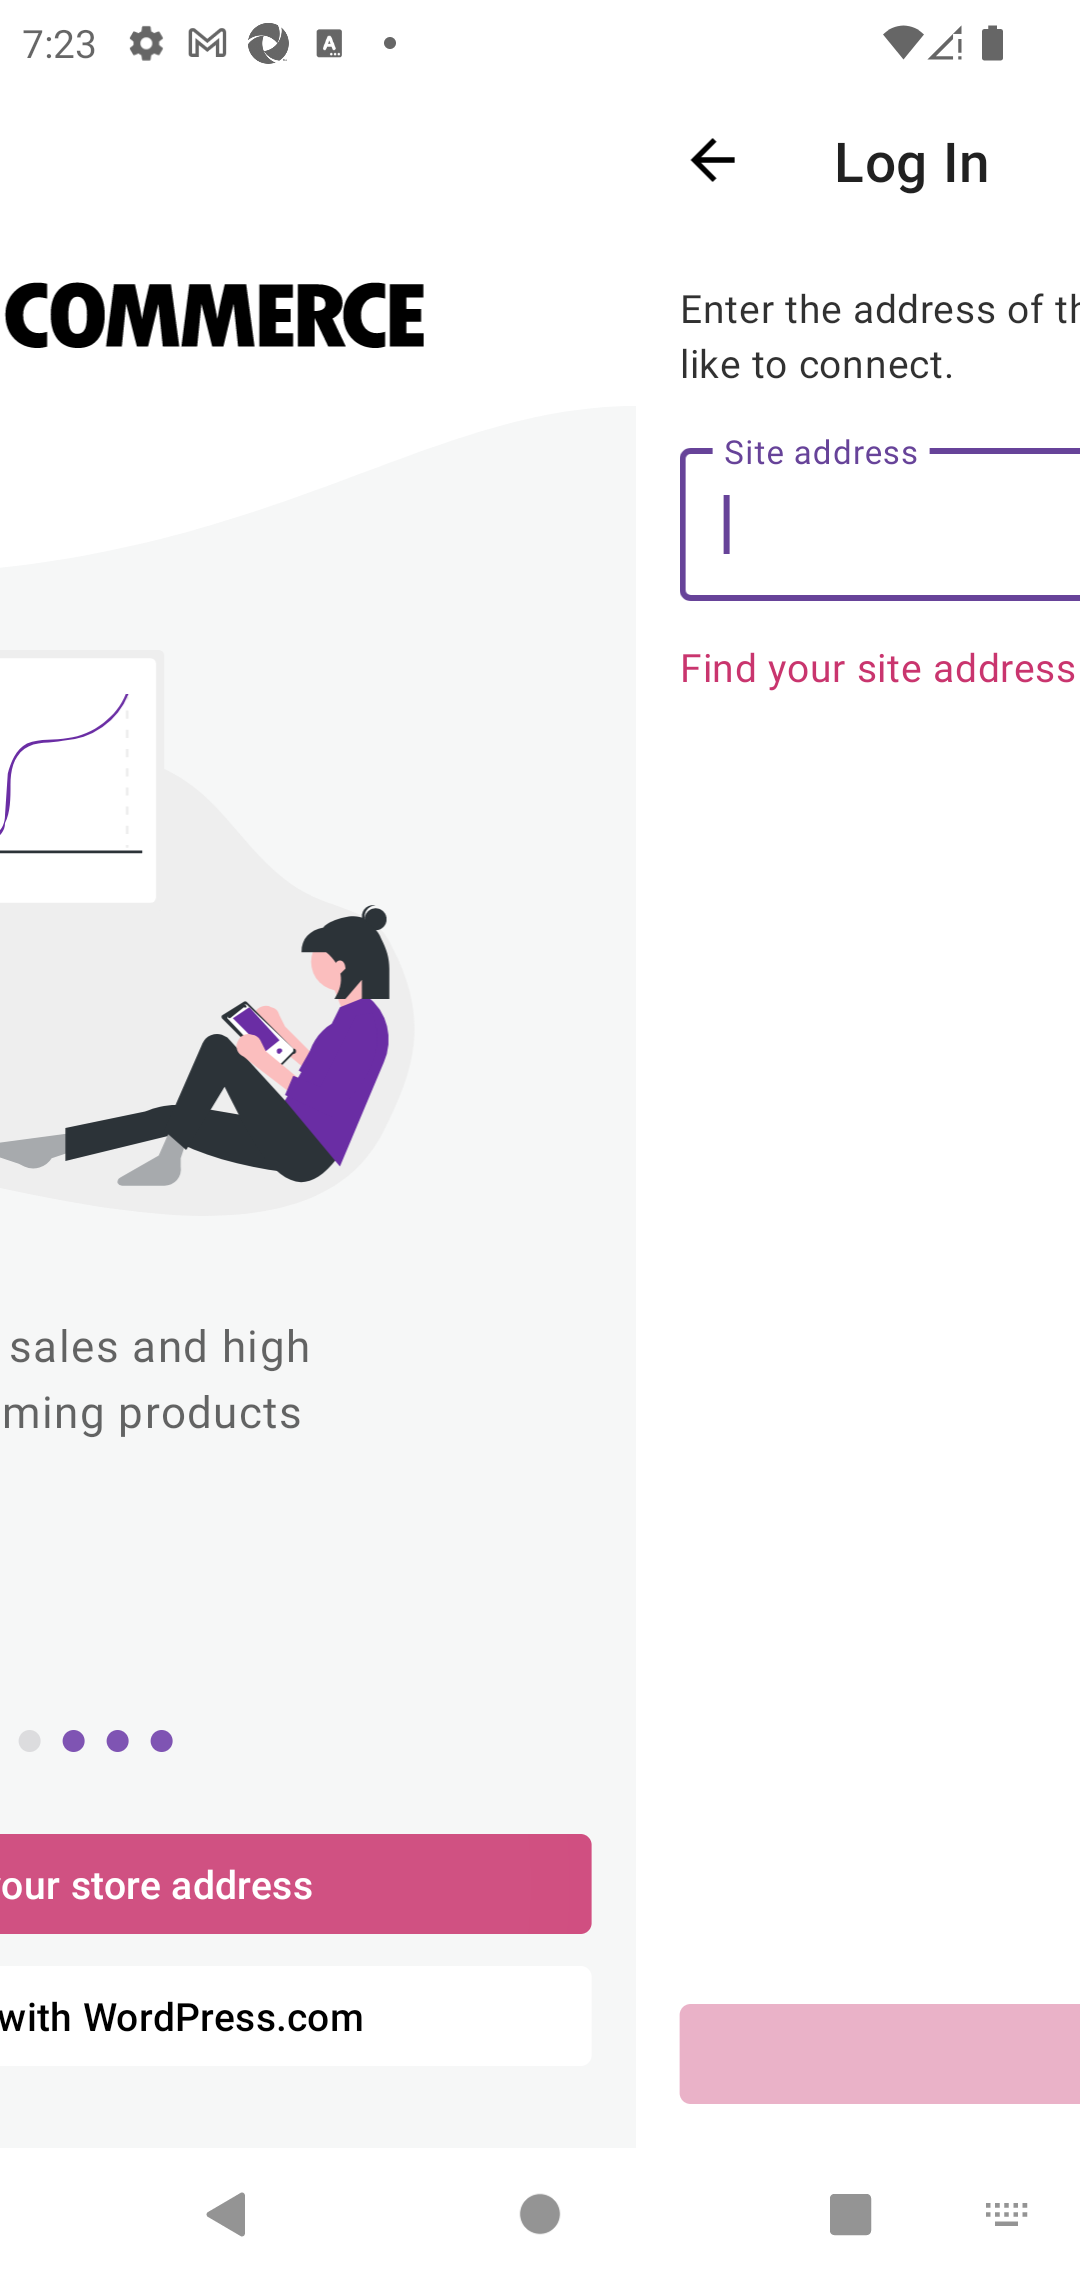 7:23
COMMERCE
sales and high
ming products
our store address
with WordPress.com
Log In
Enter the address of th
like to connect.
Site address
Find your site address